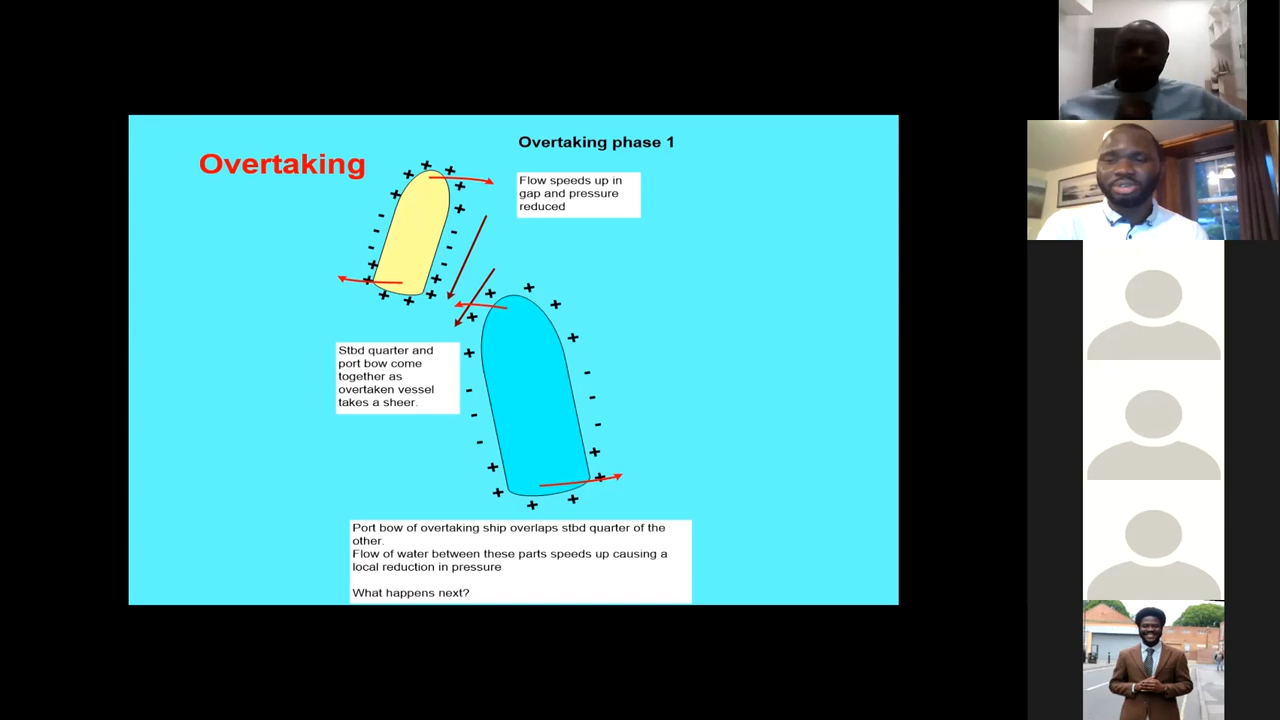 Overtaking phase 1
Overtaking
Flow speeds up in
gap and pressure
reduced
Stbd quarter and
port bow come
together as
overtaken vessel
takes a sheer.
Port bow of overtaking ship overlaps stbd quarter of the
other.
Flow of water between these parts speeds up causing a
local reduction in pressure
What happens next?